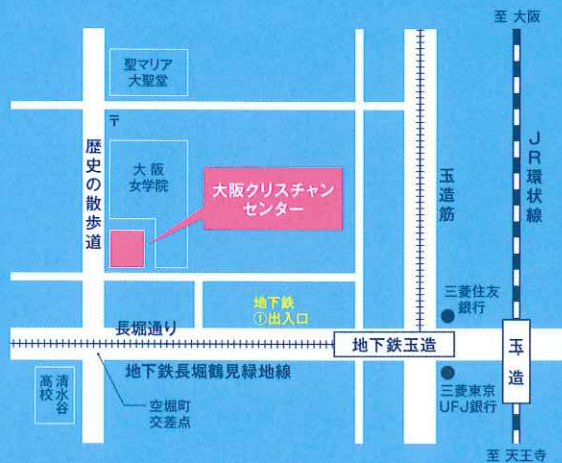 至 大阪
聖マリア
大聖堂
〒
歴史の散歩道
大阪
女学院
大阪クリスチャン
センター
玉造筋
JR環状線
地下鉄
①出入口
三菱住友
銀行
長堀通り
地下鉄玉造
玉造
地下鉄長堀鶴見緑地線
清水谷
高校
空堀町
交差点
三菱東京
UFJ銀行
至 天王寺